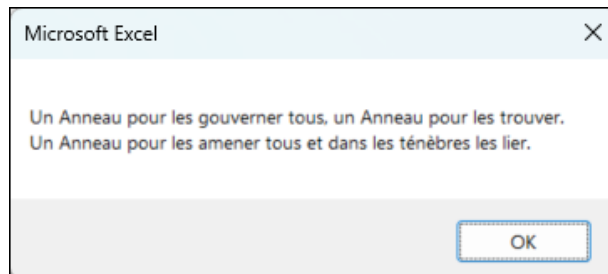 Microsoft Excel
Un Anneau pour les gouverner tous, un Anneau pour les trouver.
Un Anneau pour les amener tous et dans les ténèbres les lier.
OK